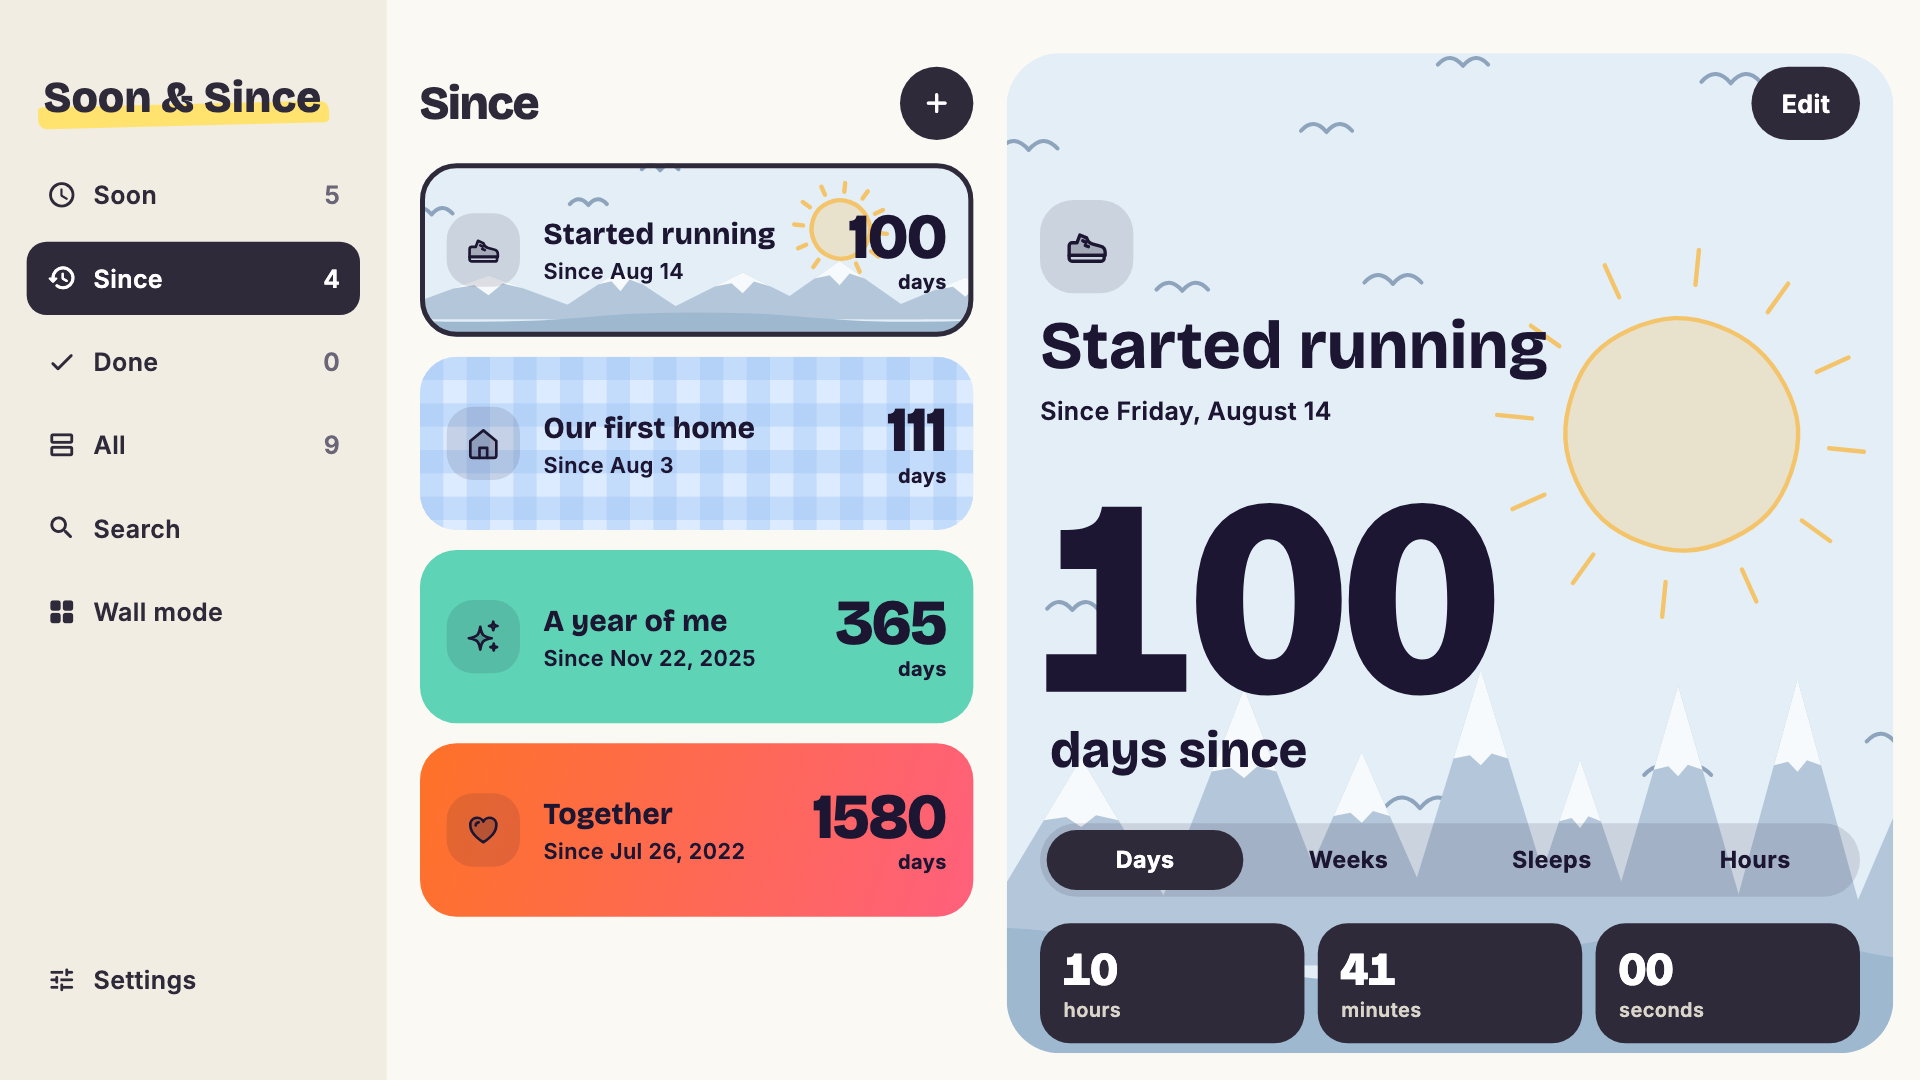 Soon & Since
Soon 5
Since 4
Done 0
All 9
Search
Wall mode
Settings
Since
+
Started running
Since Aug 14
100
days
Our first home
Since Aug 3
111
days
A year of me
Since Nov 22, 2025
365
days
Together
Since Jul 26, 2022
1580
days
Edit
Started running
Since Friday, August 14
100
days since
Days Weeks Sleeps Hours
10 41 00
hours minutes seconds